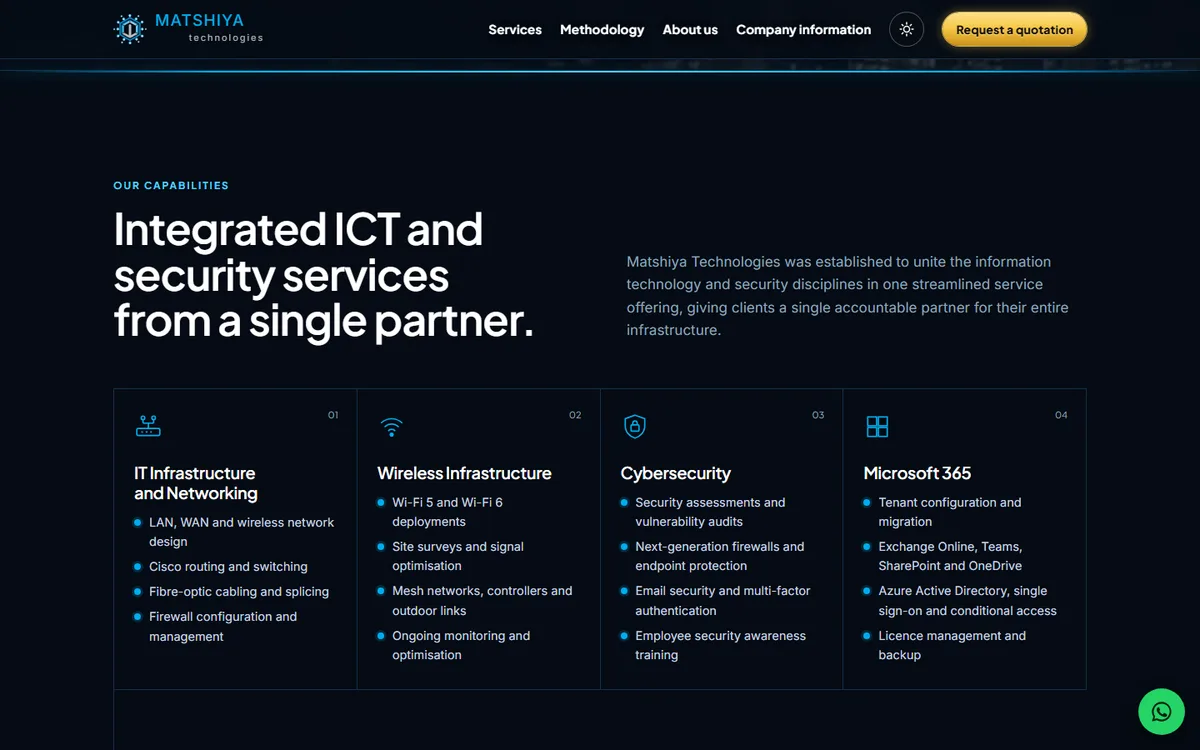 MATSHIYA
technologies
Services
Methodology
About us
Company information
Request a quotation
OUR CAPABILITIES
Integrated ICT and
security services
from a single partner.
Matshiya Technologies was established to unite the information
technology and security disciplines in one streamlined service
offering, giving clients a single accountable partner for their entire
infrastructure.
01
IT Infrastructure
and Networking
LAN, WAN and wireless network
design
Cisco routing and switching
Fibre-optic cabling and splicing
Firewall configuration and
management
02
Wireless Infrastructure
Wi-Fi 5 and Wi-Fi 6
deployments
Site surveys and signal
optimisation
Mesh networks, controllers and
outdoor links
Ongoing monitoring and
optimisation
03
Cybersecurity
Security assessments and
vulnerability audits
Next-generation firewalls and
endpoint protection
Email security and multi-factor
authentication
Employee security awareness
training
04
Microsoft 365
Tenant configuration and
migration
Exchange Online, Teams,
SharePoint and OneDrive
Azure Active Directory, single
sign-on and conditional access
Licence management and
backup